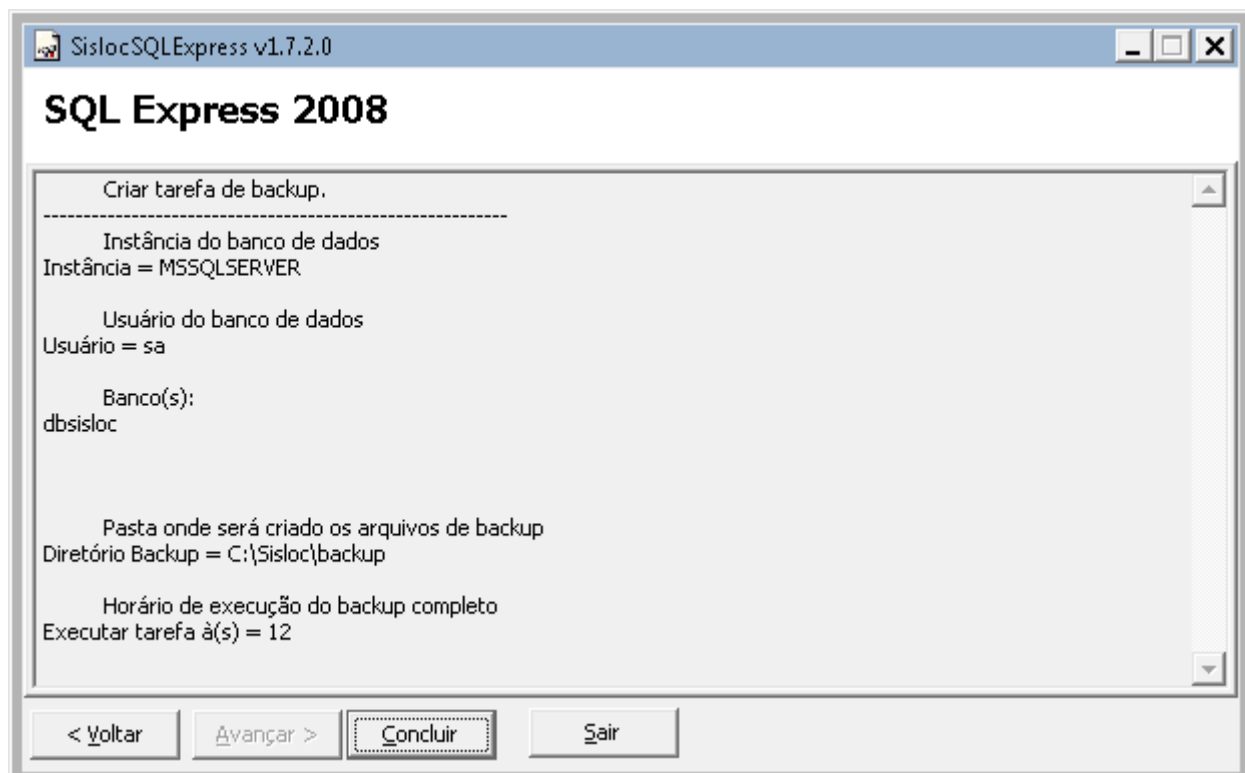 SislocSQLExpress v1.7.2.0
SQL Express 2008
Criar tarefa de backup.
----------------------------------------------------------
Instância do banco de dados
Instância = MSSQLSERVER
Usuário do banco de dados
Usuário = sa
Banco(s):
dbsisloc
Pasta onde será criado os arquivos de backup
Diretório Backup = C:\Sisloc\backup
Horário de execução do backup completo
Executar tarefa à(s) = 12
< Voltar Avançar > Concluir Sair